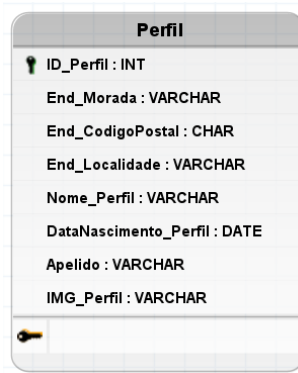 Perfil
ID_Perfil : INT
End_Morada : VARCHAR
End_CodigoPostal : CHAR
End_Localidade : VARCHAR
Nome_Perfil : VARCHAR
DataNascimento_Perfil : DATE
Apelido : VARCHAR
IMG_Perfil : VARCHAR